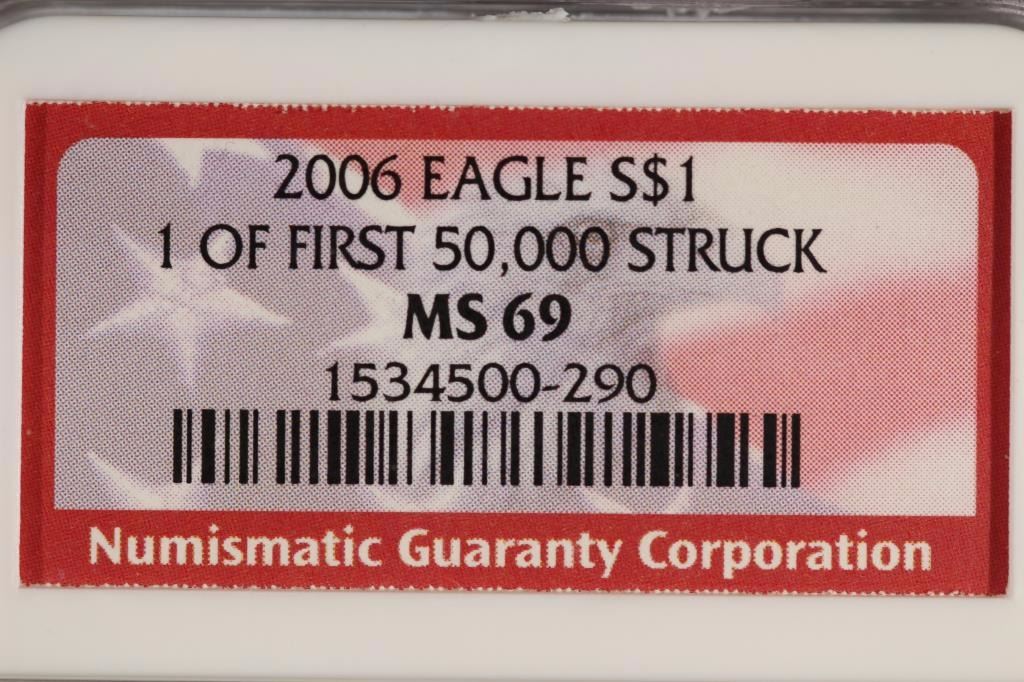 2006 EAGLE S$1
1 OF FIRST 50,000 STRUCK
MS 69
1534500-290
Numismatic Guaranty Corporation